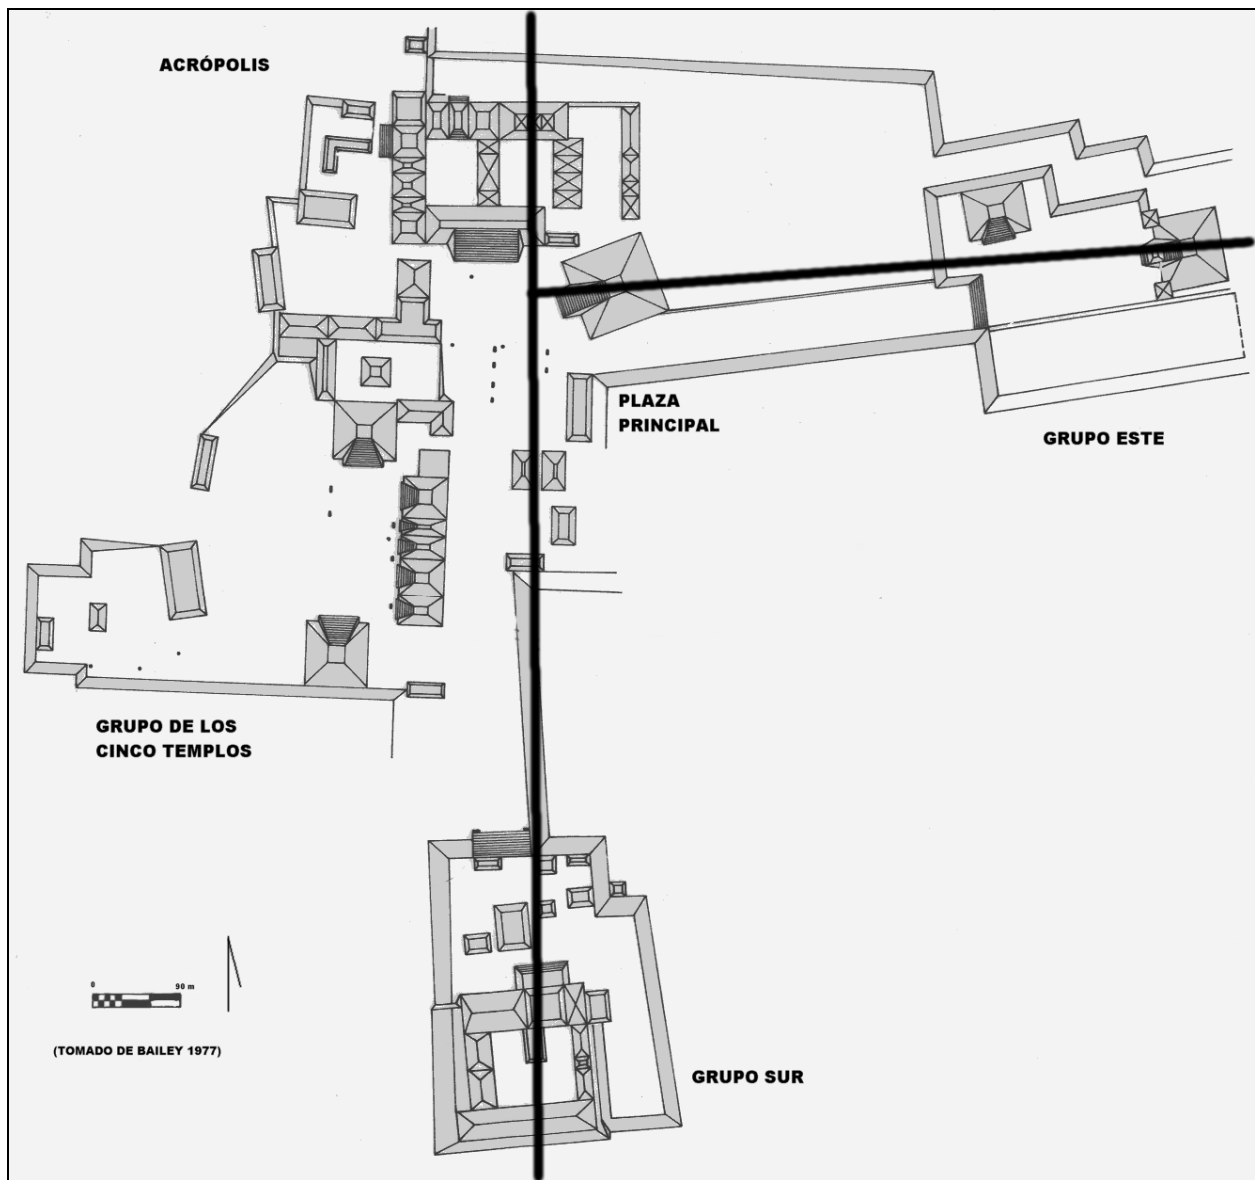 ACRÓPOLIS
PLAZA
PRINCIPAL
GRUPO ESTE
GRUPO DE LOS
CINCO TEMPLOS
0 90 m
(TOMADO DE BAILEY 1977)
GRUPO SUR